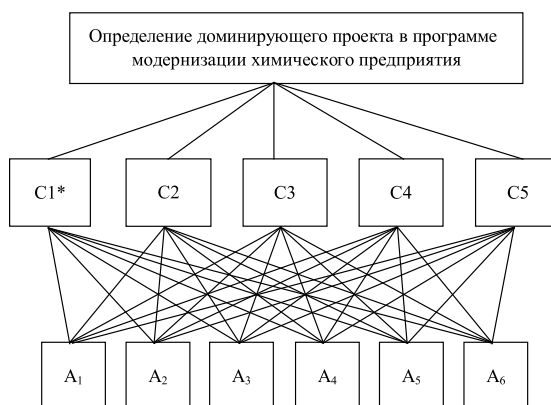 Определение доминирующего проекта в программе
модернизации химического предприятия
C1* C2 C3 C4 C5
A₁ A₂ A₃ A₄ A₅ A₆